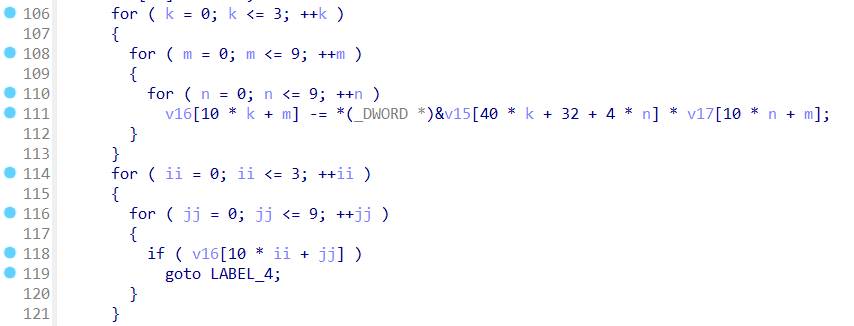 106 for ( k = 0; k <= 3; ++k )
107 {
108 for ( m = 0; m <= 9; ++m )
109 {
110 for ( n = 0; n <= 9; ++n )
111 v16[10 * k + m] -= *(_DWORD *)&v15[40 * k + 32 + 4 * n] * v17[10 * n + m];
112 }
113 }
114 for ( ii = 0; ii <= 3; ++ii )
115 {
116 for ( jj = 0; jj <= 9; ++jj )
117 {
118 if ( v16[10 * ii + jj] )
119 goto LABEL_4;
120 }
121 }